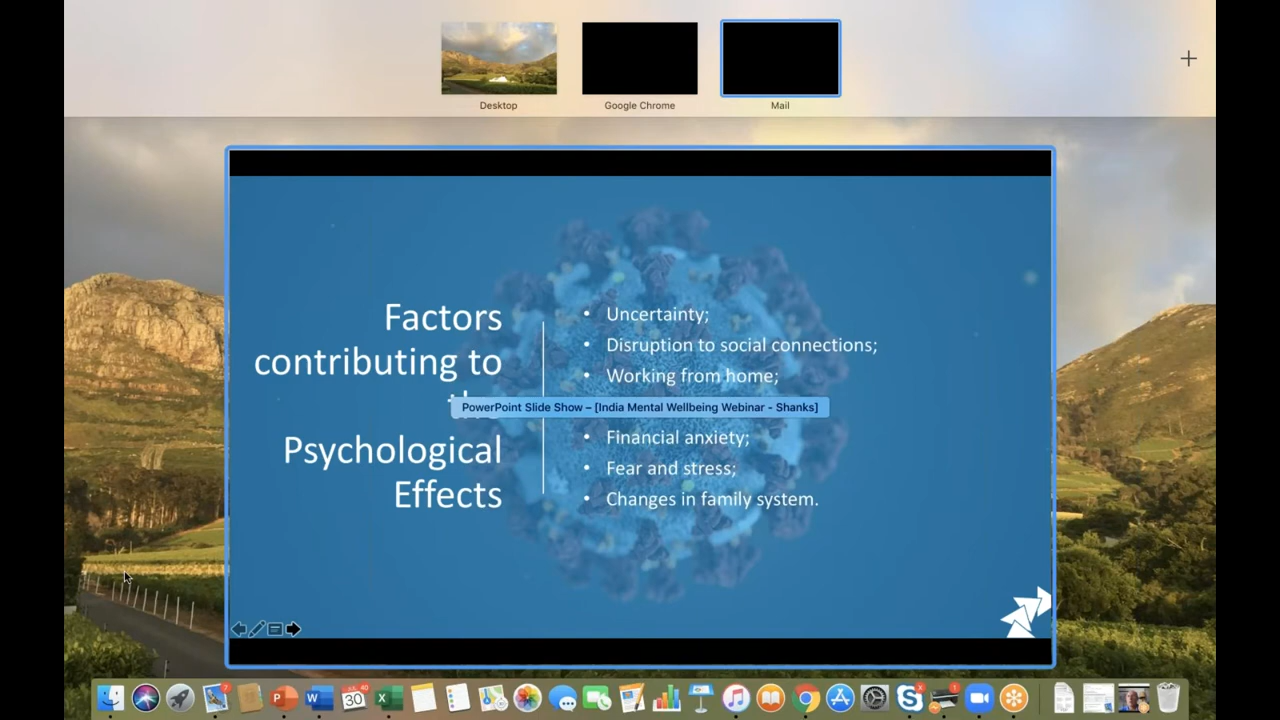 Desktop
Google Chrome
Mail
Factors
contributing to
the
Psychological
Effects
• Uncertainty;
• Disruption to social connections;
• Working from home;
PowerPoint Slide Show – [India Mental Wellbeing Webinar - Shanks]
• Financial anxiety;
• Fear and stress;
• Changes in family system.
30